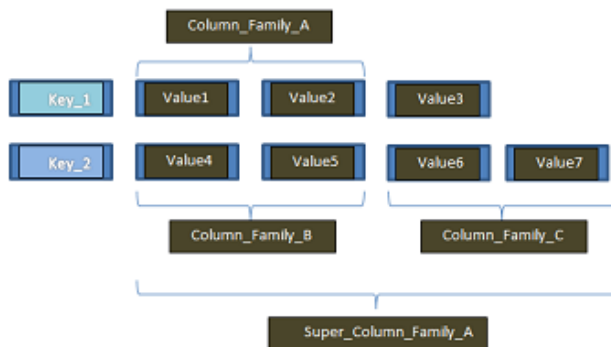 Column_Family_A
Key_1 Value1 Value2 Value3
Key_2 Value4 Value5 Value6 Value7
Column_Family_B Column_Family_C
Super_Column_Family_A